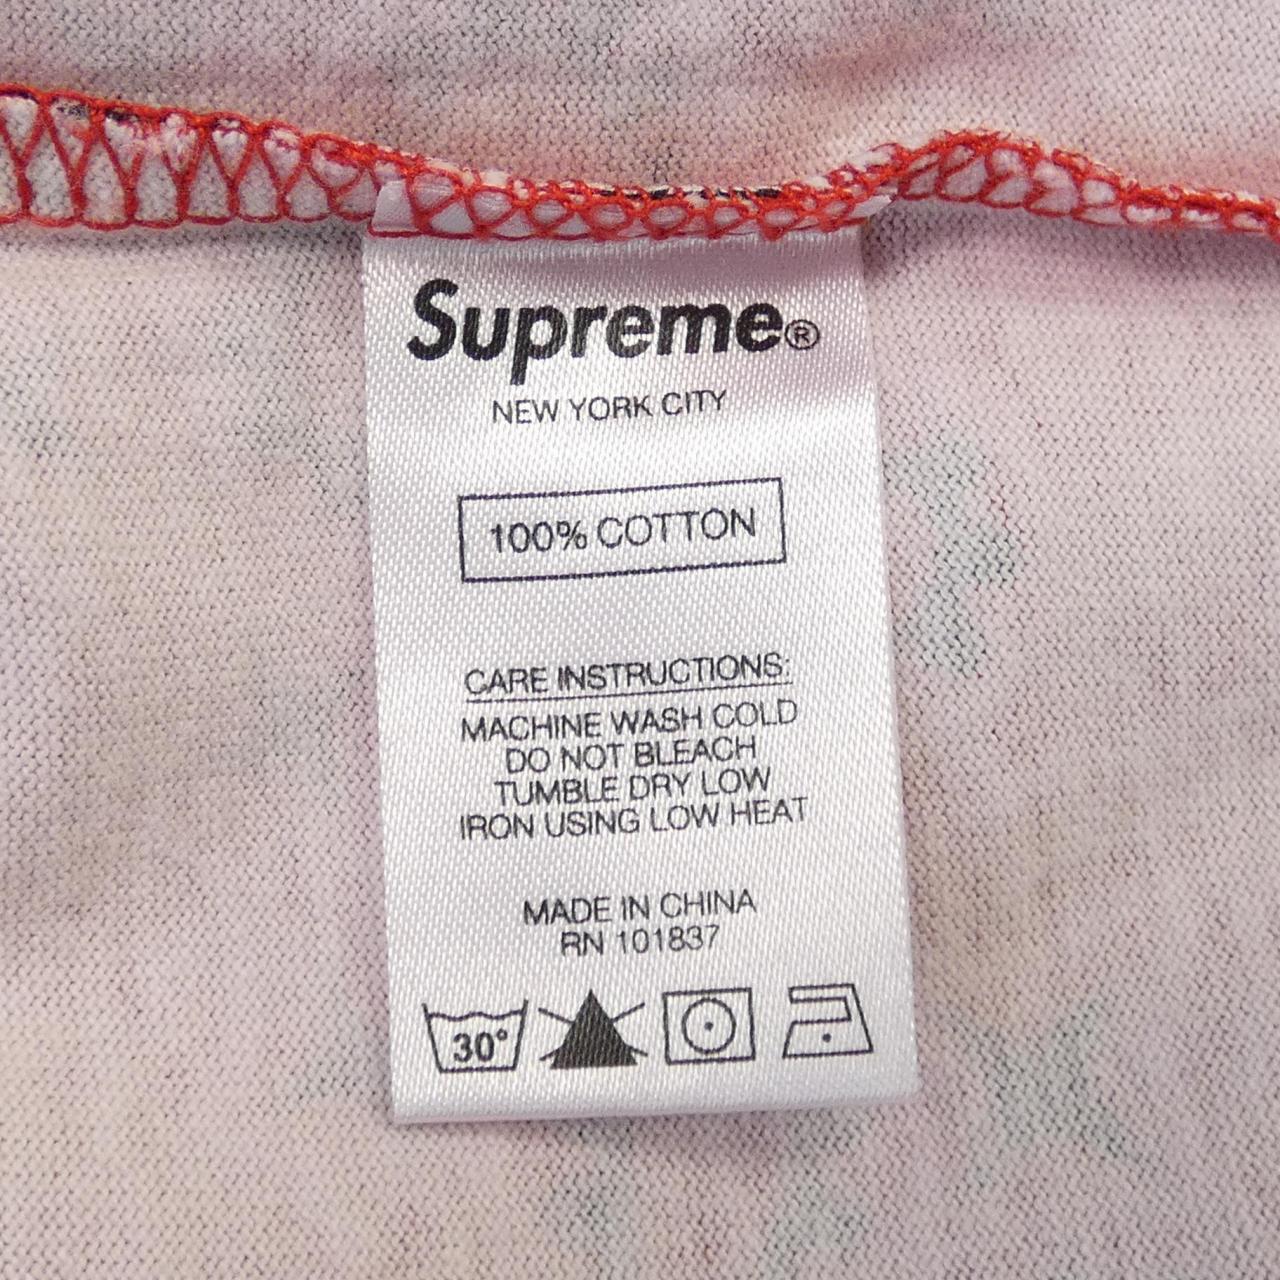 Supreme®
NEW YORK CITY
100% COTTON
CARE INSTRUCTIONS:
MACHINE WASH COLD
DO NOT BLEACH
TUMBLE DRY LOW
IRON USING LOW HEAT
MADE IN CHINA
RN 101837
30°